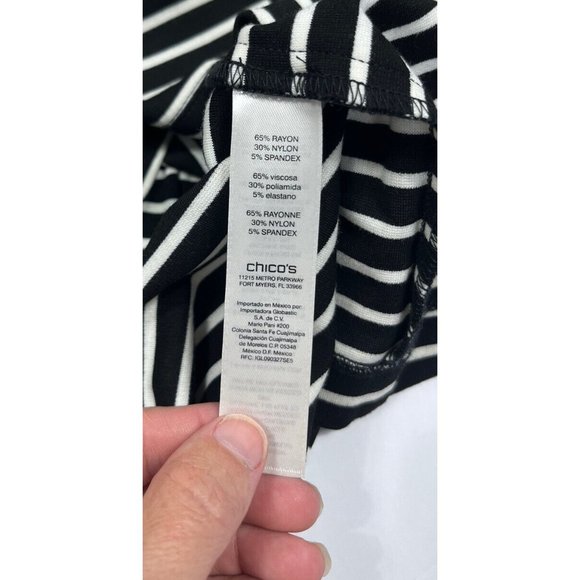 65% RAYON
30% NYLON
5% SPANDEX
65% viscosa
30% poliamida
5% elastano
65% RAYONNE
30% NYLON
5% SPANDEX
chico's
11215 METRO PARKWAY
FORT MYERS, FL 33966
Importado en México por
Importadora Globastic
S.A. de C.V.
Mario Pani #200
Colonia Santa Fe Cuajimalpa
Delegación Cuajimalpa
de Morelos C.P. 05348
México D.F. México
RFC: IGL090327SE5